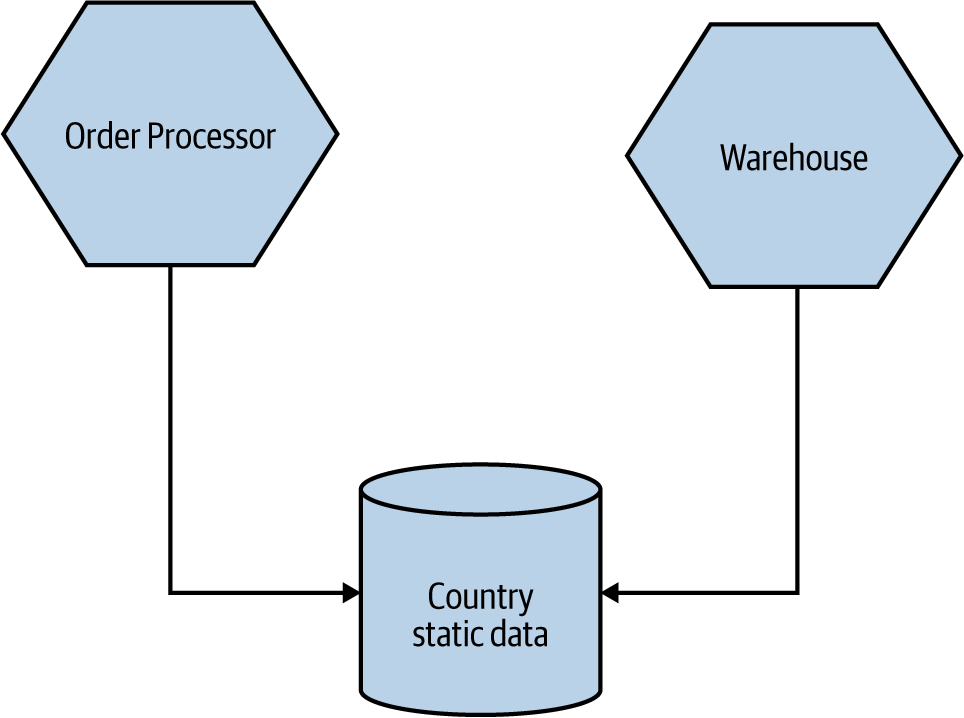 Order Processor
Warehouse
Country
static data